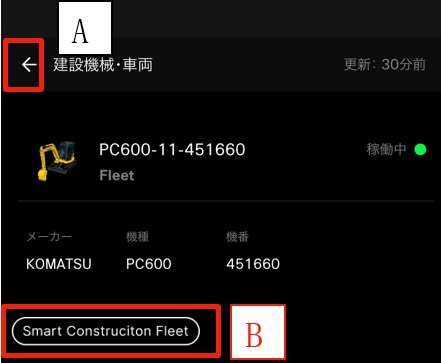 A
← 建設機械・車両 更新: 30分前
PC600-11-451660 稼働中
Fleet
メーカー 機種 機番
KOMATSU PC600 451660
Smart Construciton Fleet
B